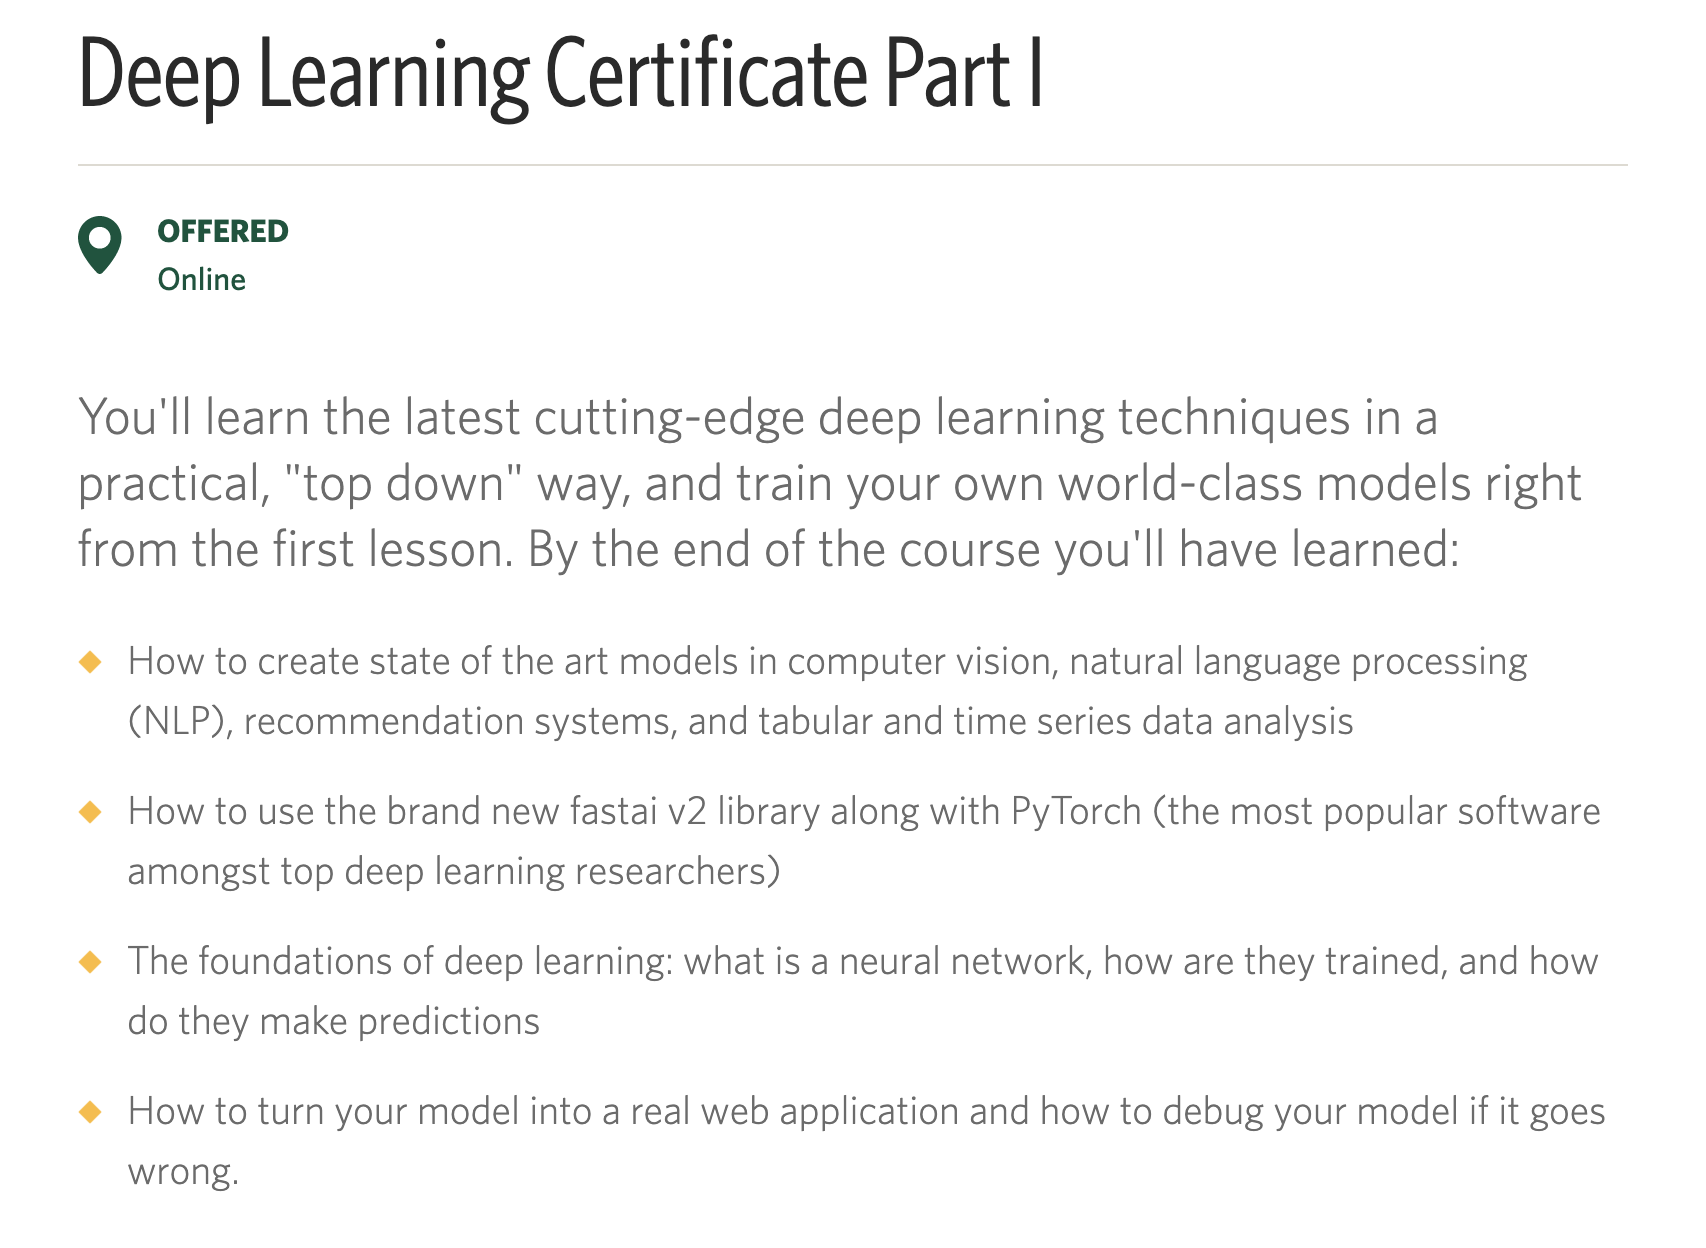 Deep Learning Certificate Part I
OFFERED
Online
You'll learn the latest cutting-edge deep learning techniques in a
practical, "top down" way, and train your own world-class models right
from the first lesson. By the end of the course you'll have learned:
How to create state of the art models in computer vision, natural language processing
(NLP), recommendation systems, and tabular and time series data analysis
How to use the brand new fastai v2 library along with PyTorch (the most popular software
amongst top deep learning researchers)
The foundations of deep learning: what is a neural network, how are they trained, and how
do they make predictions
How to turn your model into a real web application and how to debug your model if it goes
wrong.